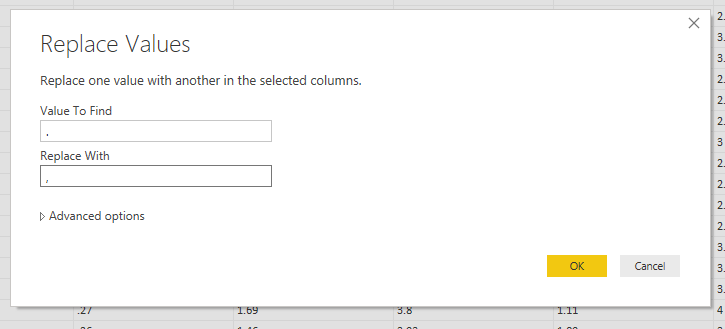 2.
3.
3.
2.
2.
2.
3
2.
2.
2.
2.
3.
3.
3.
Replace Values
Replace one value with another in the selected columns.
Value To Find
.
Replace With
,
Advanced options
OK
Cancel
.27 1.69 3.8 1.11 4